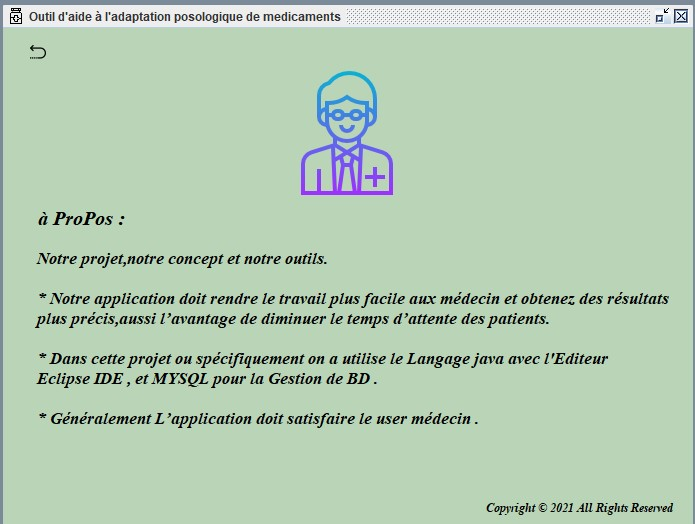 Outil d'aide à l'adaptation posologique de medicaments
à ProPos :
Notre projet,notre concept et notre outils.
* Notre application doit rendre le travail plus facile aux médecin et obtenez des résultats
plus précis,aussi l’avantage de diminuer le temps d’attente des patients.
* Dans cette projet ou spécifiquement on a utilise le Langage java avec l'Editeur
Eclipse IDE , et MYSQL pour la Gestion de BD .
* Généralement L’application doit satisfaire le user médecin .
Copyright © 2021 All Rights Reserved